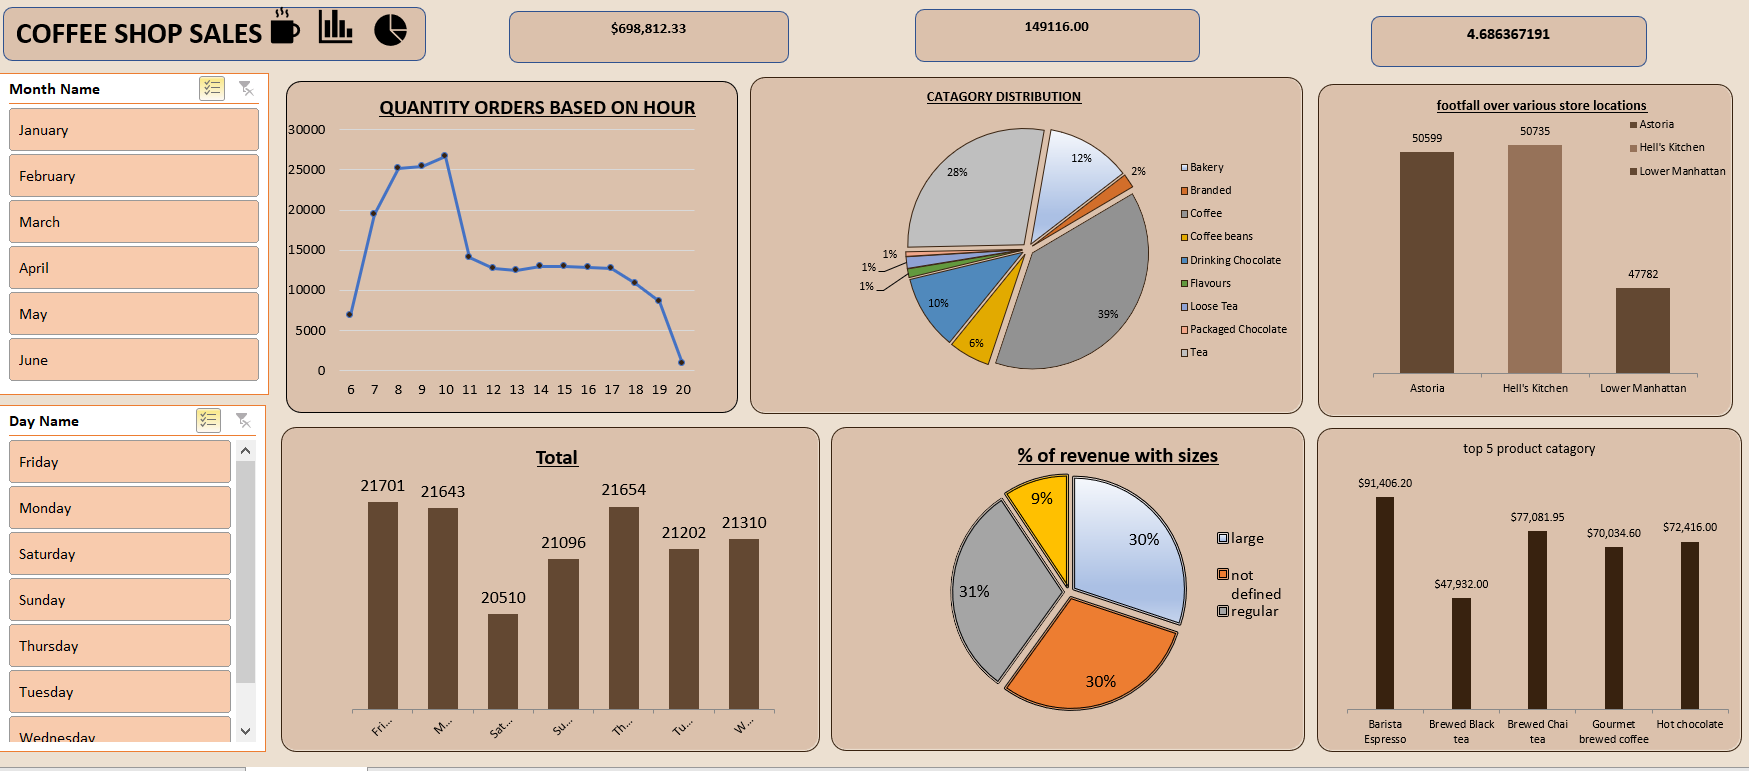 COFFEE SHOP SALES
$698,812.33
149116.00
4.686367191
Month Name
January
February
March
April
May
June
Day Name
Friday
Monday
Saturday
Sunday
Thursday
Tuesday
Wednesday
QUANTITY ORDERS BASED ON HOUR
30000
25000
20000
15000
10000
5000
0
6 7 8 9 10 11 12 13 14 15 16 17 18 19 20
CATAGORY DISTRIBUTION
12%
2%
39%
6%
10%
1%
1%
1%
28%
Bakery
Branded
Coffee
Coffee beans
Drinking Chocolate
Flavours
Loose Tea
Packaged Chocolate
Tea
footfall over various store locations
50599
50735
47782
Astoria
Hell's Kitchen
Lower Manhattan
Astoria
Hell's Kitchen
Lower Manhattan
Total
21701
21643
20510
21096
21654
21202
21310
Fri...
M...
Sat...
Su...
Th...
Tu...
W...
% of revenue with sizes
30%
30%
31%
9%
large
not
defined
regular
top 5 product catagory
$91,406.20
$47,932.00
$77,081.95
$70,034.60
$72,416.00
Barista
Espresso
Brewed Black
tea
Brewed Chai
tea
Gourmet
brewed coffee
Hot chocolate